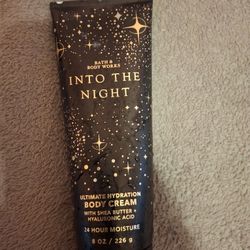 BATH &
BODY WORKS
INTO THE
NIGHT
ULTIMATE HYDRATION
BODY CREAM
WITH SHEA BUTTER +
HYALURONIC ACID
24 HOUR MOISTURE
8 OZ / 226 g